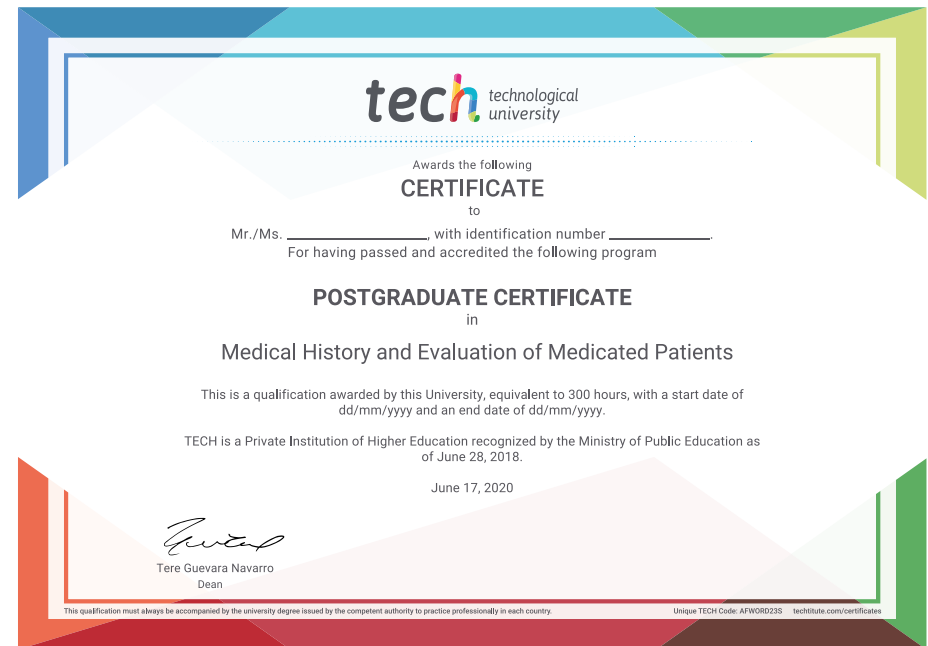 tech technological
university
Awards the following
CERTIFICATE
to
Mr./Ms. ____________________, with identification number ______________.
For having passed and accredited the following program
POSTGRADUATE CERTIFICATE
in
Medical History and Evaluation of Medicated Patients
This is a qualification awarded by this University, equivalent to 300 hours, with a start date of
dd/mm/yyyy and an end date of dd/mm/yyyy.
TECH is a Private Institution of Higher Education recognized by the Ministry of Public Education as
of June 28, 2018.
June 17, 2020
Tere Guevara Navarro
Dean
This qualification must always be accompanied by the university degree issued by the competent authority to practice professionally in each country. Unique TECH Code: AFWORD23S techtitute.com/certificates